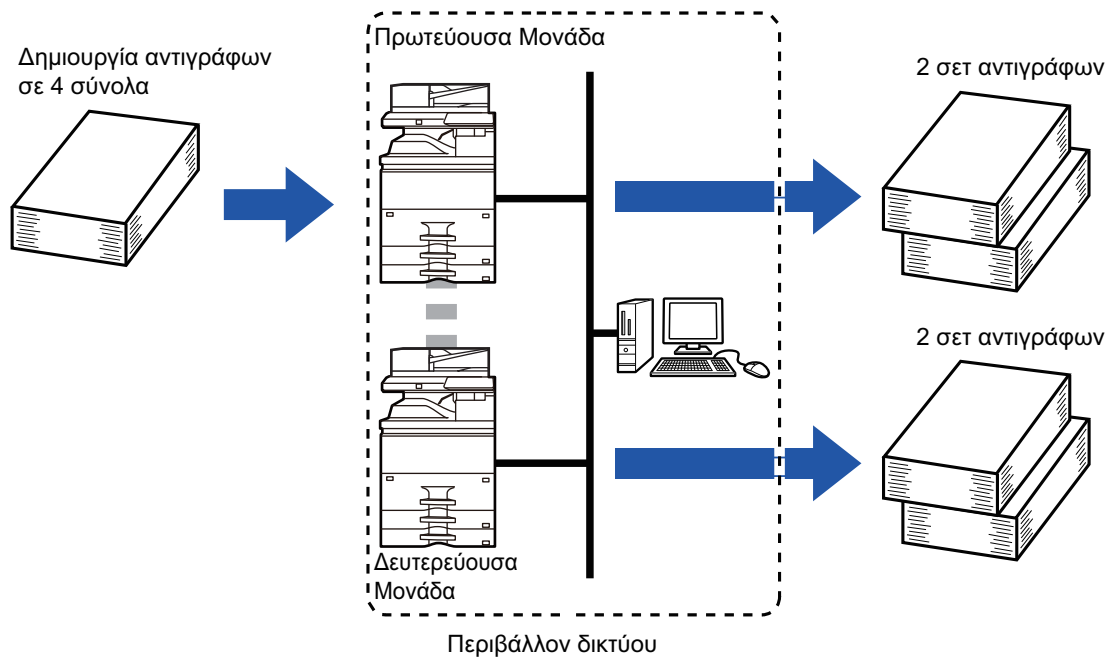 Δημιουργία αντιγράφων
σε 4 σύνολα
Πρωτεύουσα Μονάδα
2 σετ αντιγράφων
2 σετ αντιγράφων
Δευτερεύουσα
Μονάδα
Περιβάλλον δικτύου